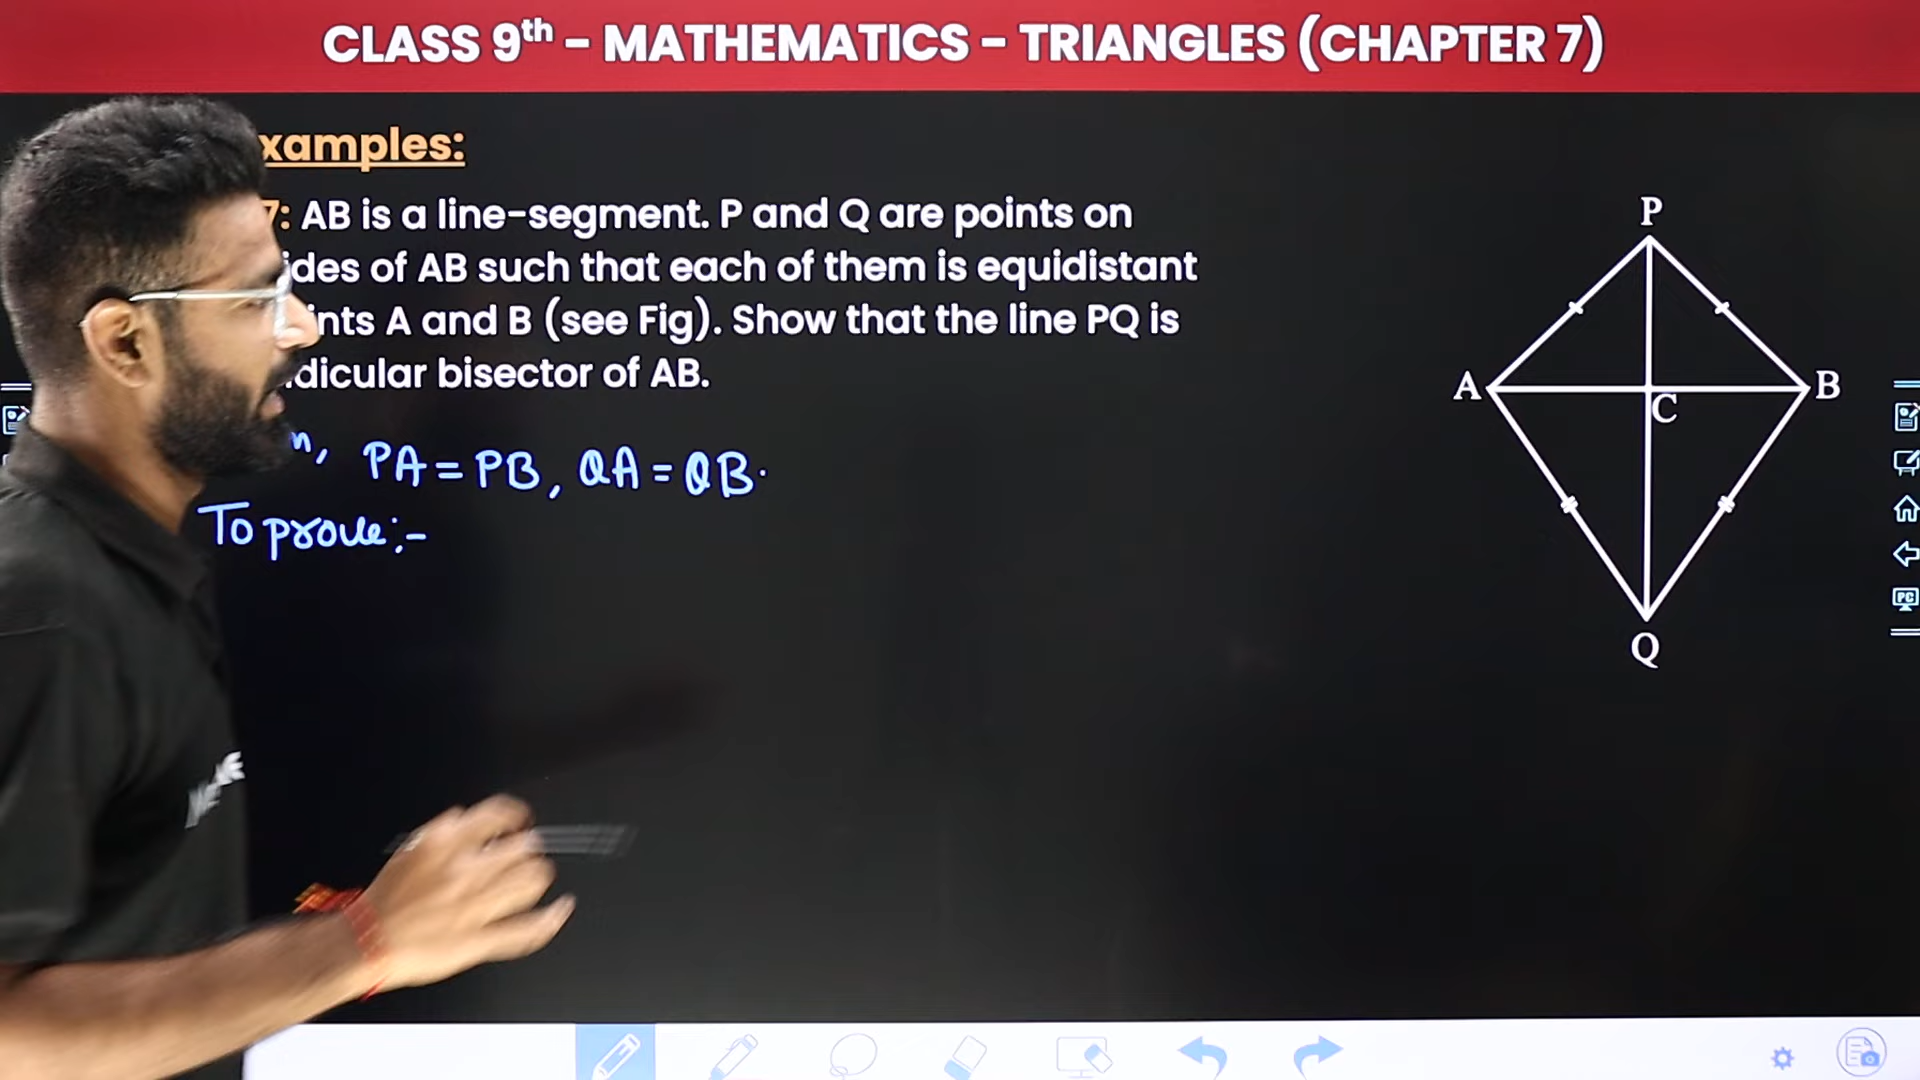 CLASS 9th - MATHEMATICS - TRIANGLES (CHAPTER 7)
xamples:
7: AB is a line-segment. P and Q are points on
ides of AB such that each of them is equidistant
ints A and B (see Fig). Show that the line PQ is
dicular bisector of AB.
n, PA = PB, QA = QB.
To prove:-
P
A
B
C
Q
PC